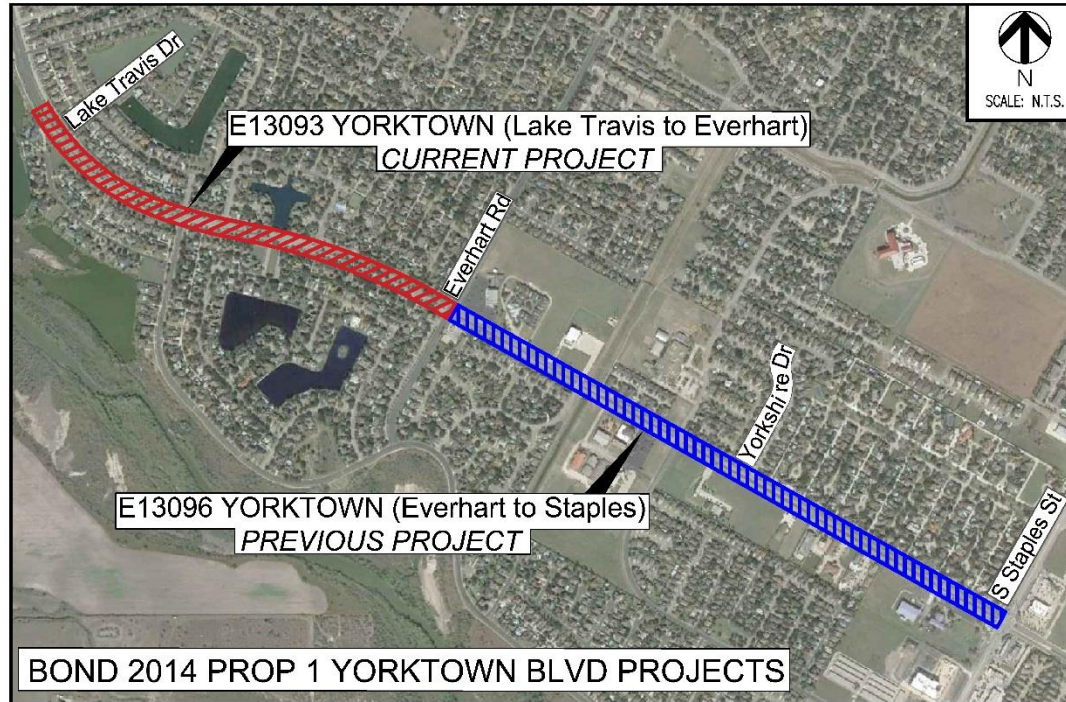 N
SCALE: N.T.S.
Lake Travis Dr
E13093 YORKTOWN (Lake Travis to Everhart)
CURRENT PROJECT
Everhart Rd
Yorkshi re Dr
E13096 YORKTOWN (Everhart to Staples)
PREVIOUS PROJECT
S Staples St
BOND 2014 PROP 1 YORKTOWN BLVD PROJECTS